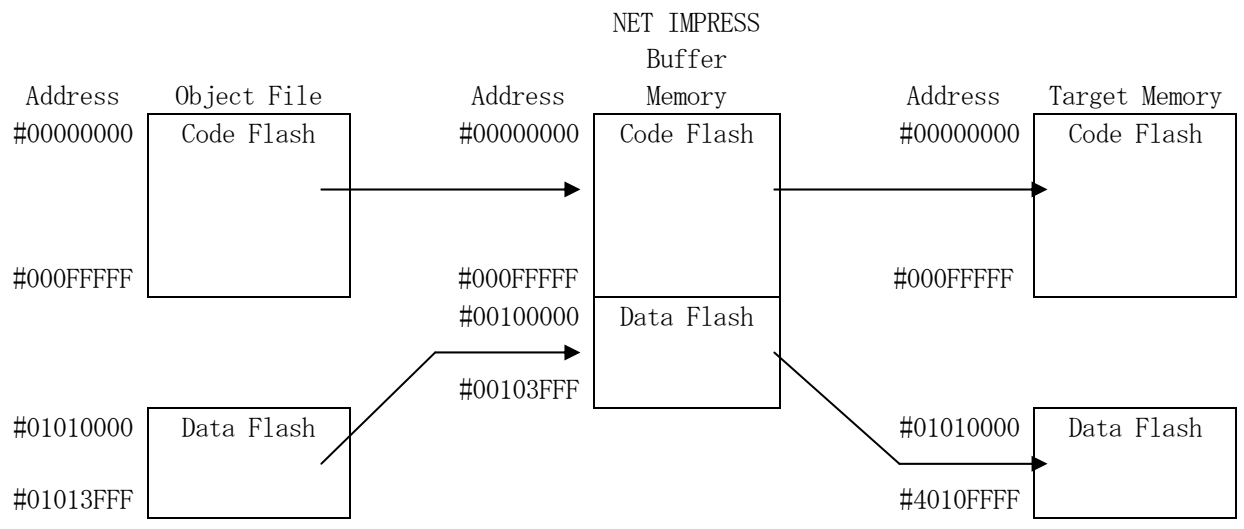 NET IMPRESS
Buffer
Address Object File Address Memory Address Target Memory
#00000000 Code Flash #00000000 Code Flash #00000000 Code Flash
#000FFFFF #000FFFFF #000FFFFF
#00100000 Data Flash
#00103FFF
#01010000 Data Flash #01010000 Data Flash
#01013FFF #4010FFFF